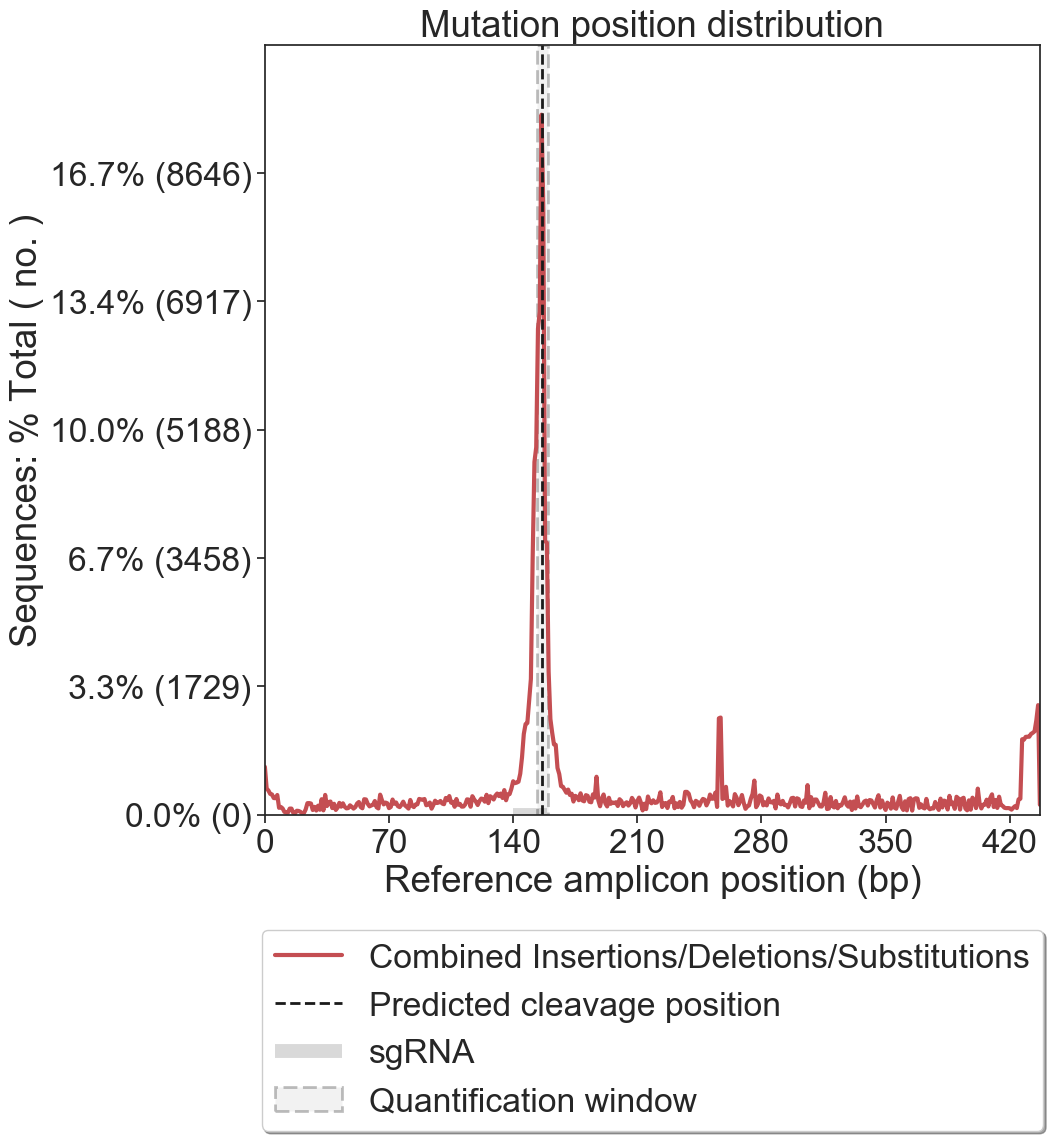 Mutation position distribution
Sequences: % Total ( no. )
16.7% (8646)
13.4% (6917)
10.0% (5188)
6.7% (3458)
3.3% (1729)
0.0% (0)
0 70 140 210 280 350 420
Reference amplicon position (bp)
Combined Insertions/Deletions/Substitutions
Predicted cleavage position
sgRNA
Quantification window